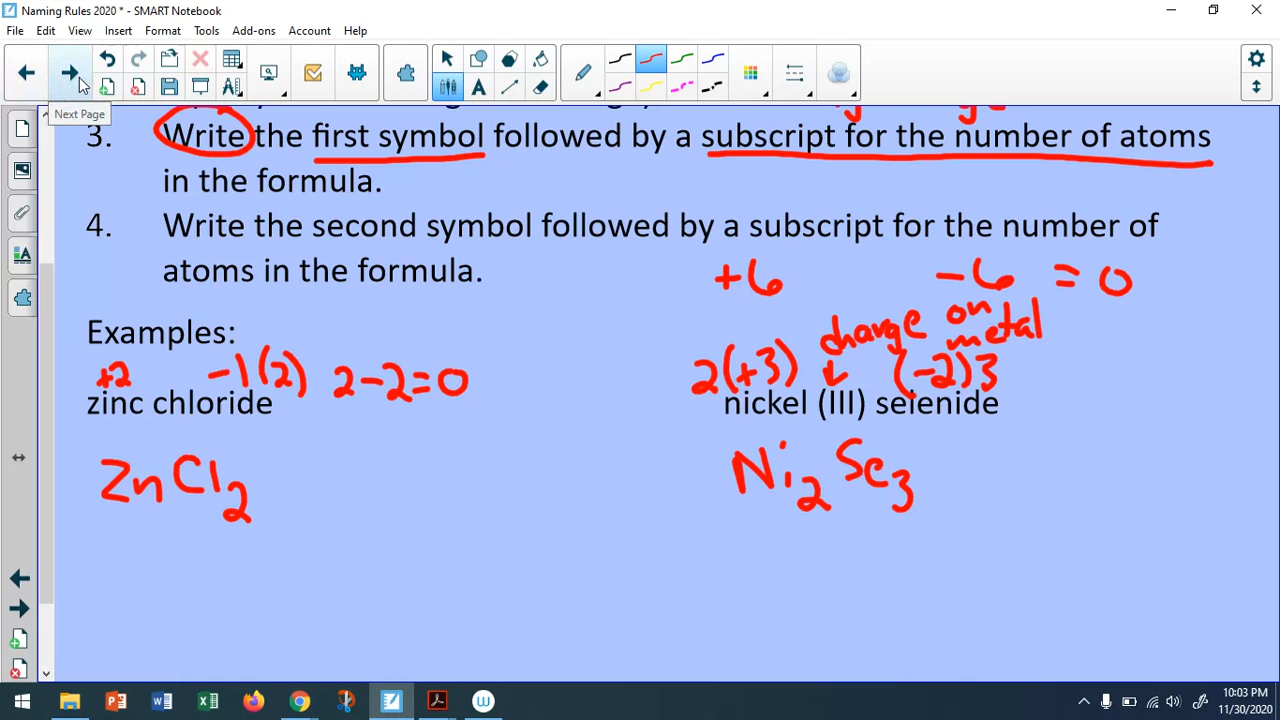 Naming Rules 2020 * - SMART Notebook
File Edit View Insert Format Tools Add-ons Account Help
Next Page
3. Write the first symbol followed by a subscript for the number of atoms
in the formula.
4. Write the second symbol followed by a subscript for the number of
atoms in the formula.
+6 -6 = 0
Examples:
charge on metal
+2 -1(2) 2-2=0
2(+3) (-2)3
zinc chloride nickel (III) selenide
ZnCl2 Ni2Se3
10:03 PM
11/30/2020